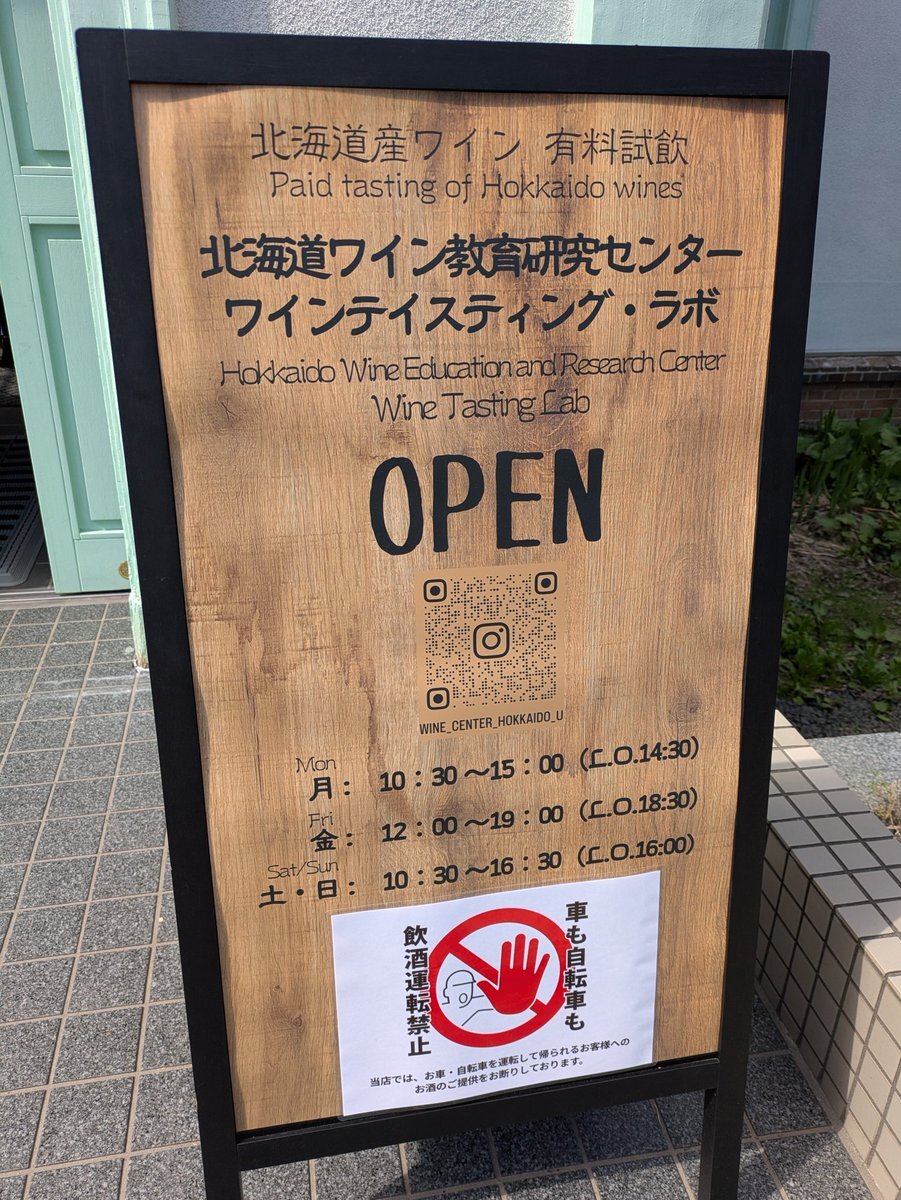 北海道産ワイン 有料試飲
Paid tasting of Hokkaido wines
北海道ワイン教育研究センター
ワインテイスティング・ラボ
Hokkaido Wine Education and Research Center
Wine Tasting Lab
OPEN
WINE_CENTER_HOKKAIDO_U
Mon
月： 10：30～15：00（L.O.14:30）
Fri
金： 12：00～19：00（L.O.18:30）
Sat/Sun
土・日： 10：30～16：30（L.O.16:00）
車も自転車も
飲酒運転禁止
当店では、お車・自転車を運転して帰られるお客様への
お酒のご提供をお断りしております。